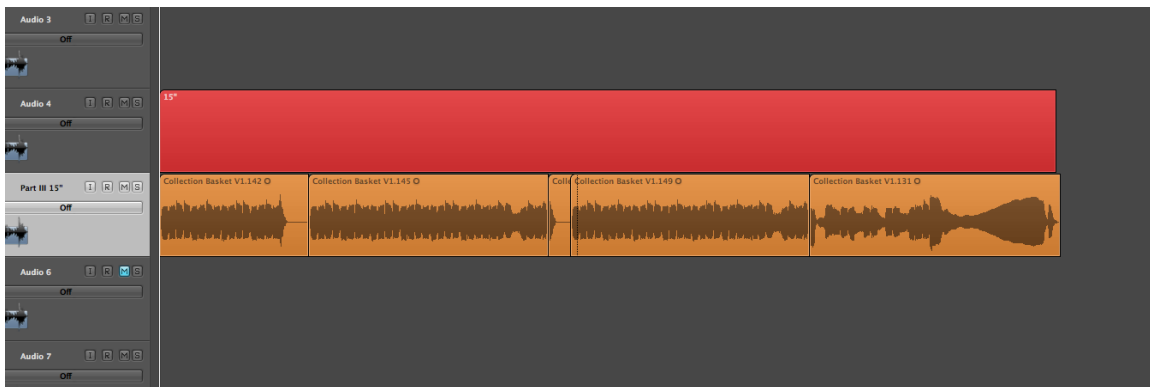 Audio 3 I R M S
Off
Audio 4 I R M S
Off
15"
Part III 15" I R M S
Off
Collection Basket V1.142
Collection Basket V1.145
Colle
Collection Basket V1.149
Collection Basket V1.131
Audio 6 I R M S
Off
Audio 7 I R M S
Off